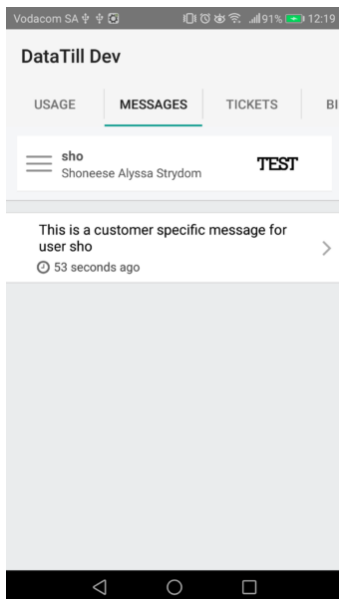 Vodacom SA 91% 12:19
DataTill Dev
USAGE MESSAGES TICKETS BI
sho
Shoneese Alyssa Strydom
TEST
This is a customer specific message for
user sho
53 seconds ago